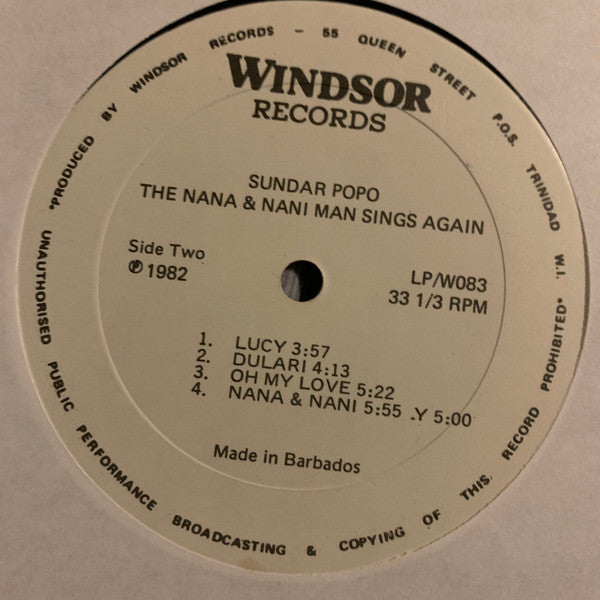 *PRODUCED BY WINDSOR RECORDS – 55 QUEEN STREET P.O.S. TRINIDAD W.I.
WINDSOR
RECORDS
SUNDAR POPO
THE NANA & NANI MAN SINGS AGAIN
Side Two
℗ 1982
LP/W083
33 1/3 RPM
1. LUCY 3:57
2. DULARI 4:13
3. OH MY LOVE 5:22
4. NANA & NANI 5:55 .Y 5:00
Made in Barbados
UNAUTHORISED PUBLIC PERFORMANCE BROADCASTING & COPYING OF THIS. RECORD PROHIBITED*